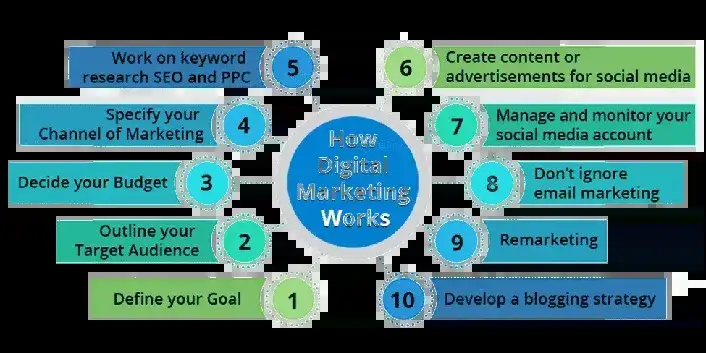 How
Digital
Marketing
Works
1
Define your Goal
2
Outline your
Target Audience
3
Decide your Budget
4
Specify your
Channel of Marketing
5
Work on keyword
research SEO and PPC
6
Create content or
advertisements for social media
7
Manage and monitor your
social media account
8
Don't ignore
email marketing
9
Remarketing
10
Develop a blogging strategy